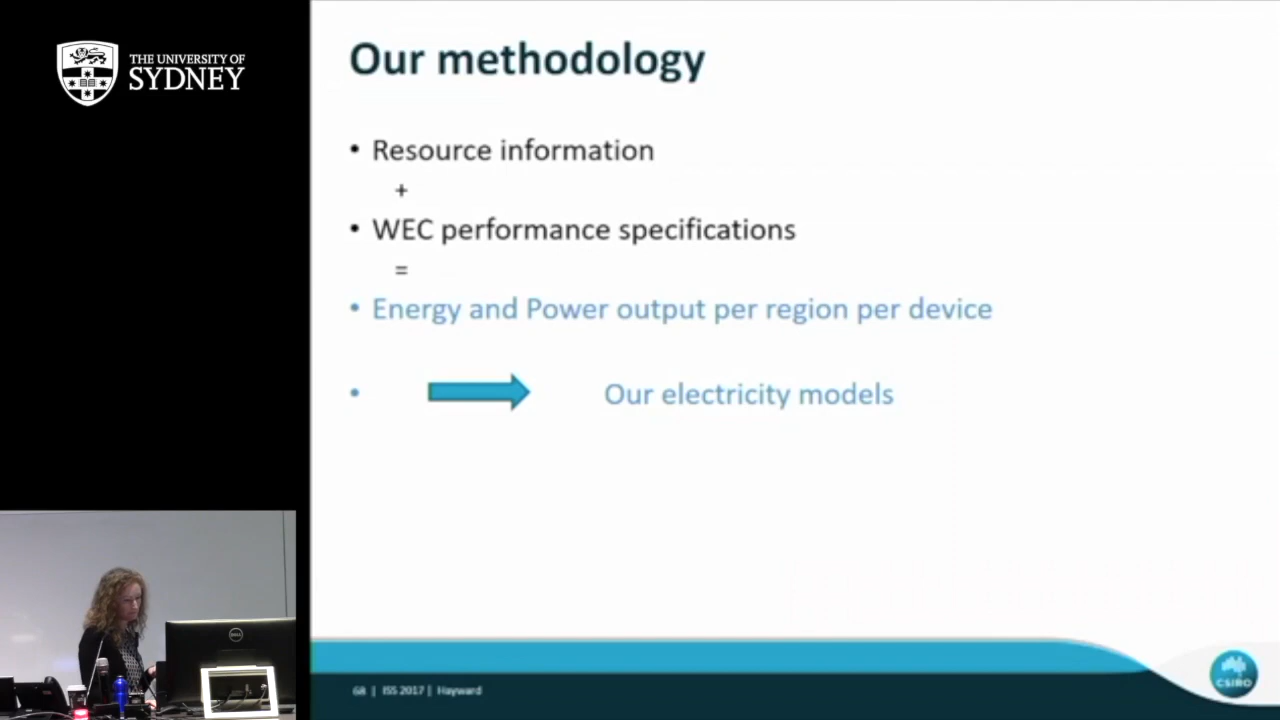 THE UNIVERSITY OF
SYDNEY
Our methodology
• Resource information
+
• WEC performance specifications
=
• Energy and Power output per region per device
• Our electricity models
68 | ISS 2017 | Hayward
CSIRO
DELL